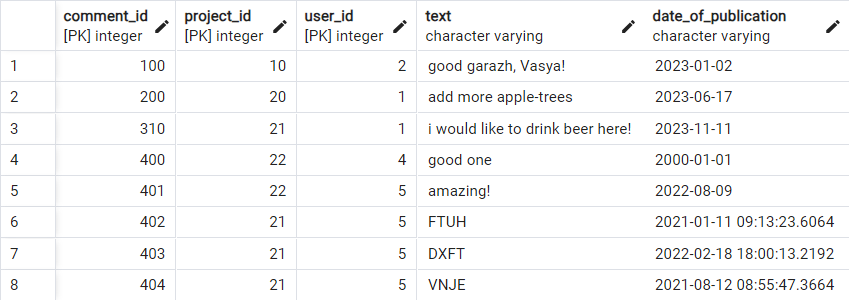 comment_id project_id user_id text date_of_publication
[PK] integer [PK] integer [PK] integer character varying character varying
1 100 10 2 good garazh, Vasya! 2023-01-02
2 200 20 1 add more apple-trees 2023-06-17
3 310 21 1 i would like to drink beer here! 2023-11-11
4 400 22 4 good one 2000-01-01
5 401 22 5 amazing! 2022-08-09
6 402 21 5 FTUH 2021-01-11 09:13:23.6064
7 403 21 5 DXFT 2022-02-18 18:00:13.2192
8 404 21 5 VNJE 2021-08-12 08:55:47.3664